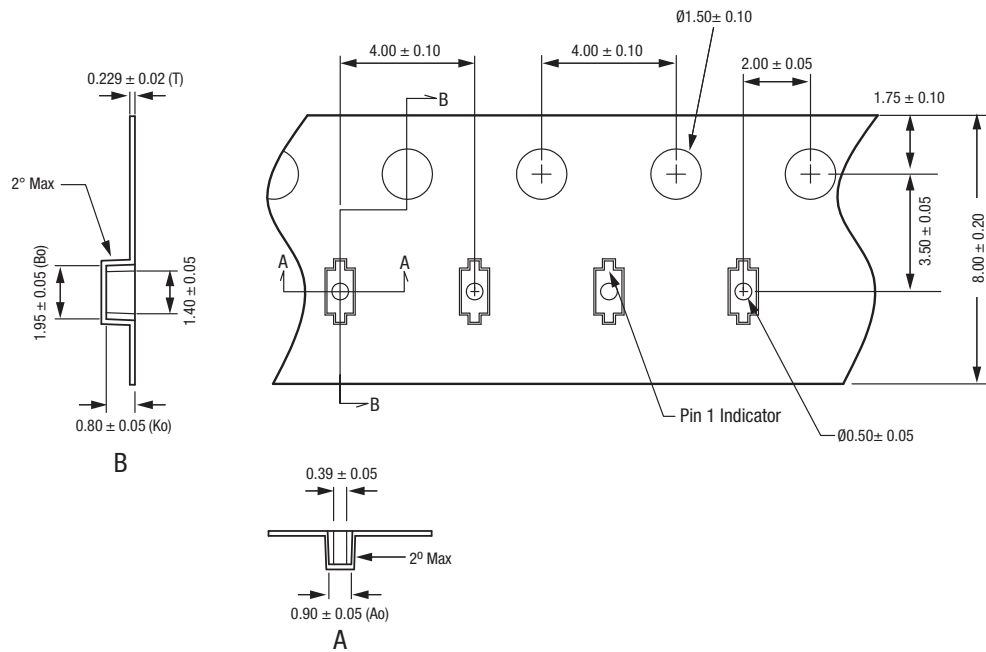 Ø1.50± 0.10
4.00 ± 0.10
4.00 ± 0.10
2.00 ± 0.05
0.229 ± 0.02 (T)
1.75 ± 0.10
B
2° Max
3.50 ± 0.05
8.00 ± 0.20
1.95 ± 0.05 (Bo)
1.40 ± 0.05
A
A
B
Pin 1 Indicator
0.80 ± 0.05 (Ko)
Ø0.50± 0.05
B
0.39 ± 0.05
2º Max
0.90 ± 0.05 (Ao)
A